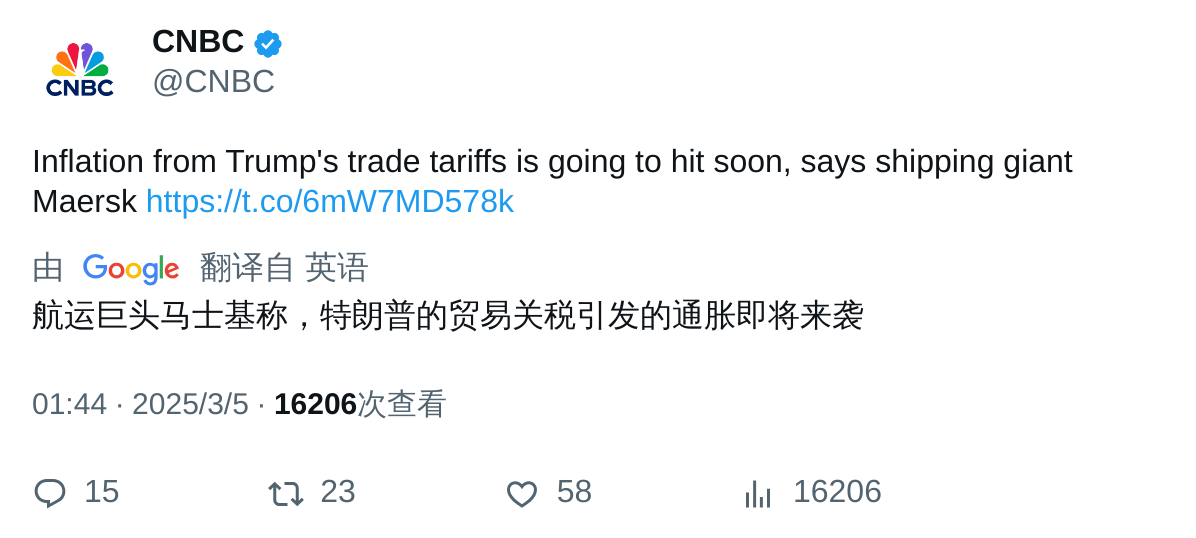 CNBC
CNBC
@CNBC
Inflation from Trump's trade tariffs is going to hit soon, says shipping giant
Maersk https://t.co/6mW7MD578k
由 Google 翻译自 英语
航运巨头马士基称，特朗普的贸易关税引发的通胀即将来袭
01:44 · 2025/3/5 · 16206次查看
15 23 58 16206